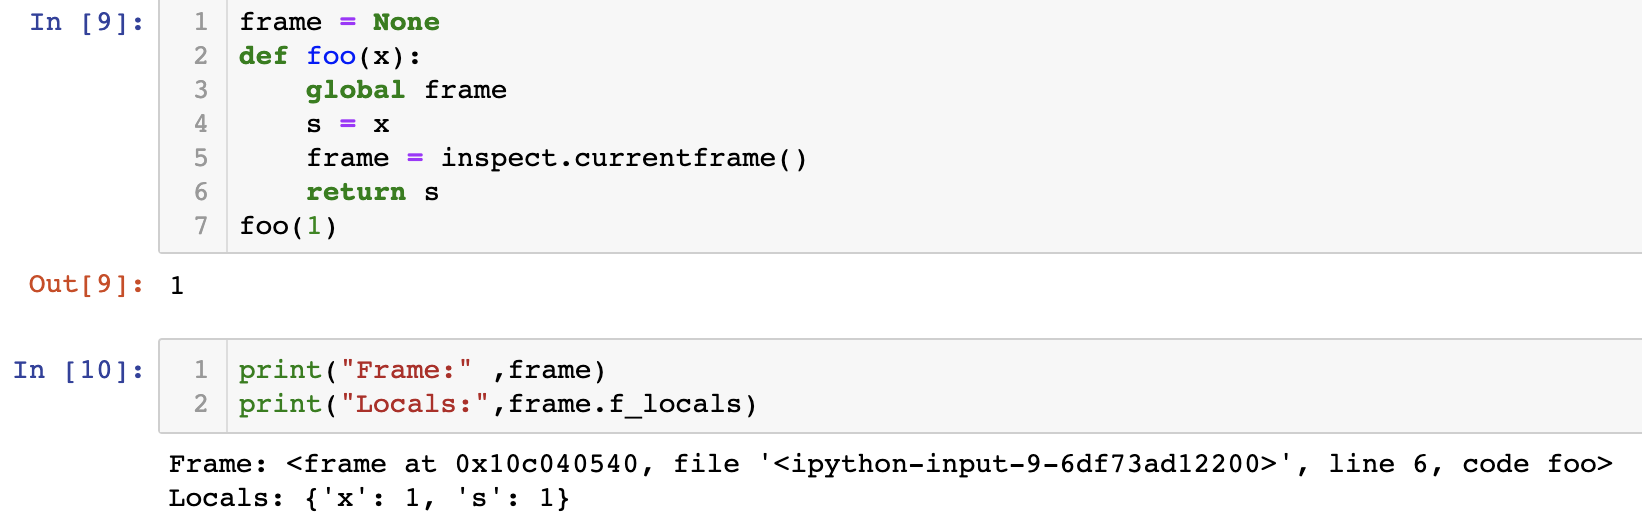 In [9]:
1 frame = None
2 def foo(x):
3     global frame
4     s = x
5     frame = inspect.currentframe()
6     return s
7 foo(1)
Out[9]: 1
In [10]:
1 print("Frame:" ,frame)
2 print("Locals:",frame.f_locals)
Frame: <frame at 0x10c040540, file '<ipython-input-9-6df73ad12200>', line 6, code foo>
Locals: {'x': 1, 's': 1}